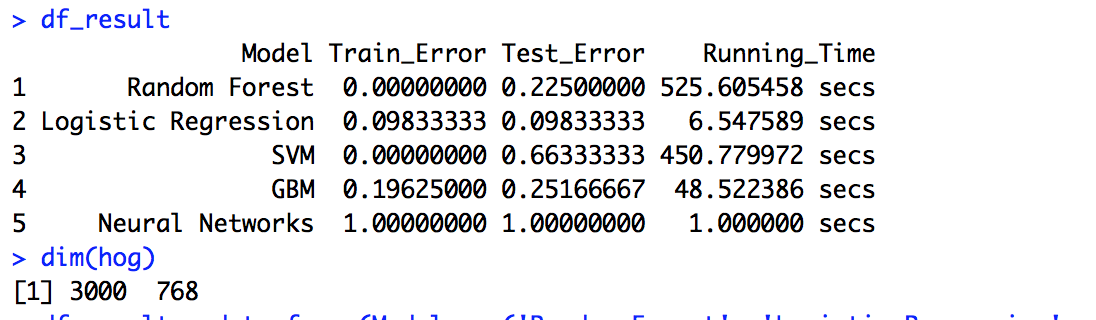 > df_result
Model Train_Error Test_Error Running_Time
1 Random Forest 0.00000000 0.22500000 525.605458 secs
2 Logistic Regression 0.09833333 0.09833333 6.547589 secs
3 SVM 0.00000000 0.66333333 450.779972 secs
4 GBM 0.19625000 0.25166667 48.522386 secs
5 Neural Networks 1.00000000 1.00000000 1.000000 secs
> dim(hog)
[1] 3000 768